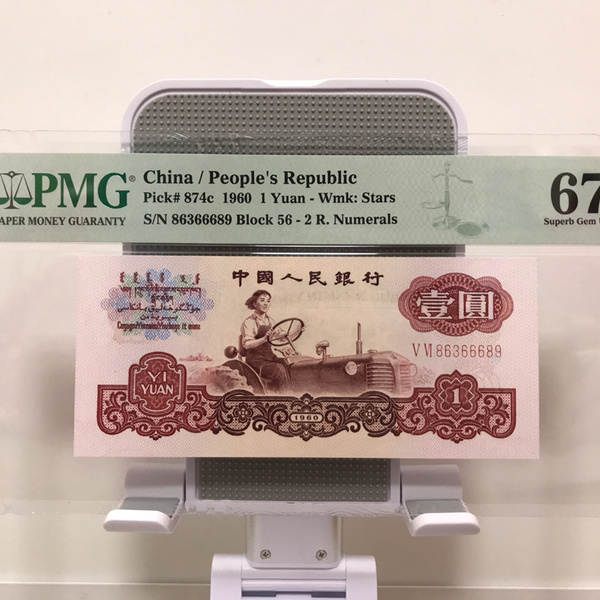 PMG®
PAPER MONEY GUARANTY
China / People's Republic
Pick# 874c 1960 1 Yuan - Wmk: Stars
S/N 86366689 Block 56 - 2 R. Numerals
67
Superb Gem
中國人民銀行
壹圓
V VI 86366689
YI
YUAN
1960
1